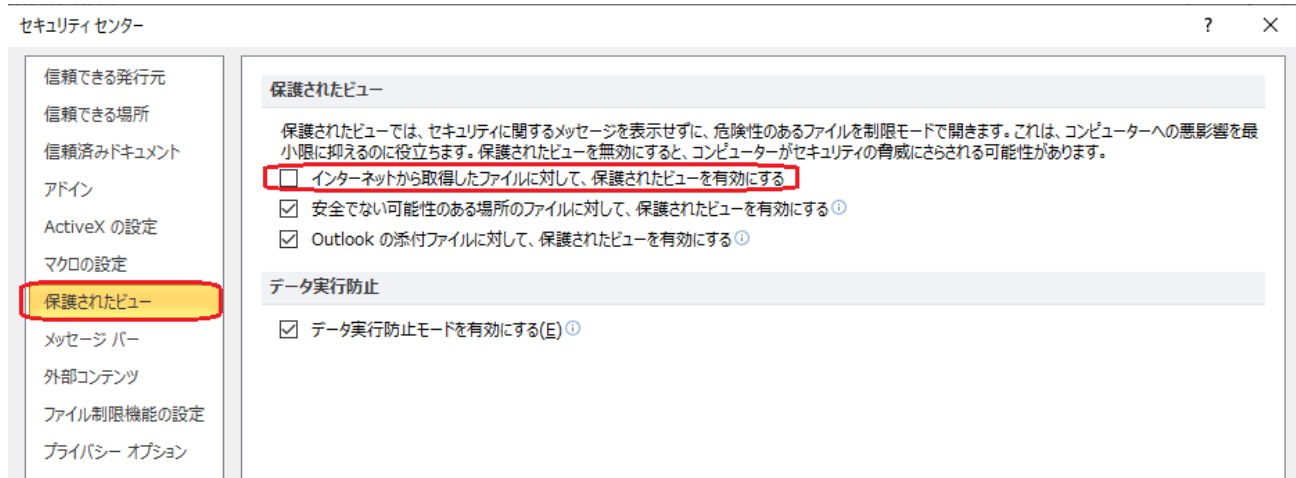 セキュリティ センター
? ×
信頼できる発行元
信頼できる場所
信頼済みドキュメント
アドイン
ActiveX の設定
マクロの設定
保護されたビュー
メッセージ バー
外部コンテンツ
ファイル制限機能の設定
プライバシー オプション
保護されたビュー
保護されたビューでは、セキュリティに関するメッセージを表示せずに、危険性のあるファイルを制限モードで開きます。これは、コンピューターへの悪影響を最
小限に抑えるのに役立ちます。保護されたビューを無効にすると、コンピューターがセキュリティの脅威にさらされる可能性があります。
インターネットから取得したファイルに対して、保護されたビューを有効にする
安全でない可能性のある場所のファイルに対して、保護されたビューを有効にする
Outlook の添付ファイルに対して、保護されたビューを有効にする
データ実行防止
データ実行防止モードを有効にする(E)